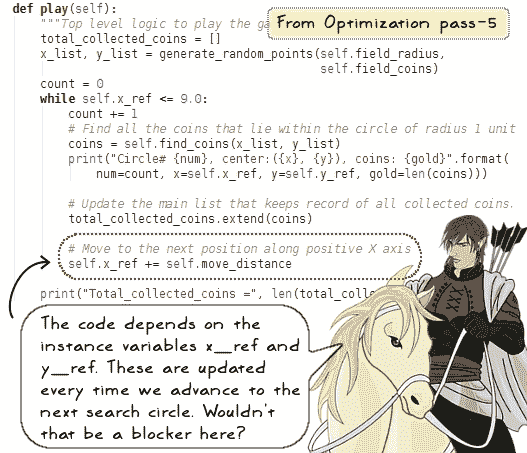 def play(self):
"""Top level logic to play the ga
From Optimization pass-5
total_collected_coins = []
x_list, y_list = generate_random_points(self.field_radius,
self.field_coins)
count = 0
while self.x_ref <= 9.0:
count += 1
# Find all the coins that lie within the circle of radius 1 unit
coins = self.find_coins(x_list, y_list)
print("Circle# {num}, center:({x}, {y}), coins: {gold}".format(
num=count, x=self.x_ref, y=self.y_ref, gold=len(coins)))
# Update the main list that keeps record of all collected coins.
total_collected_coins.extend(coins)
# Move to the next position along positive X axis
self.x_ref += self.move_distance
print("Total_collected_coins =", len(total_colle
The code depends on the
instance variables x__ref and
y__ref. These are updated
every time we advance to the
next search circle. Wouldn't
that be a blocker here?